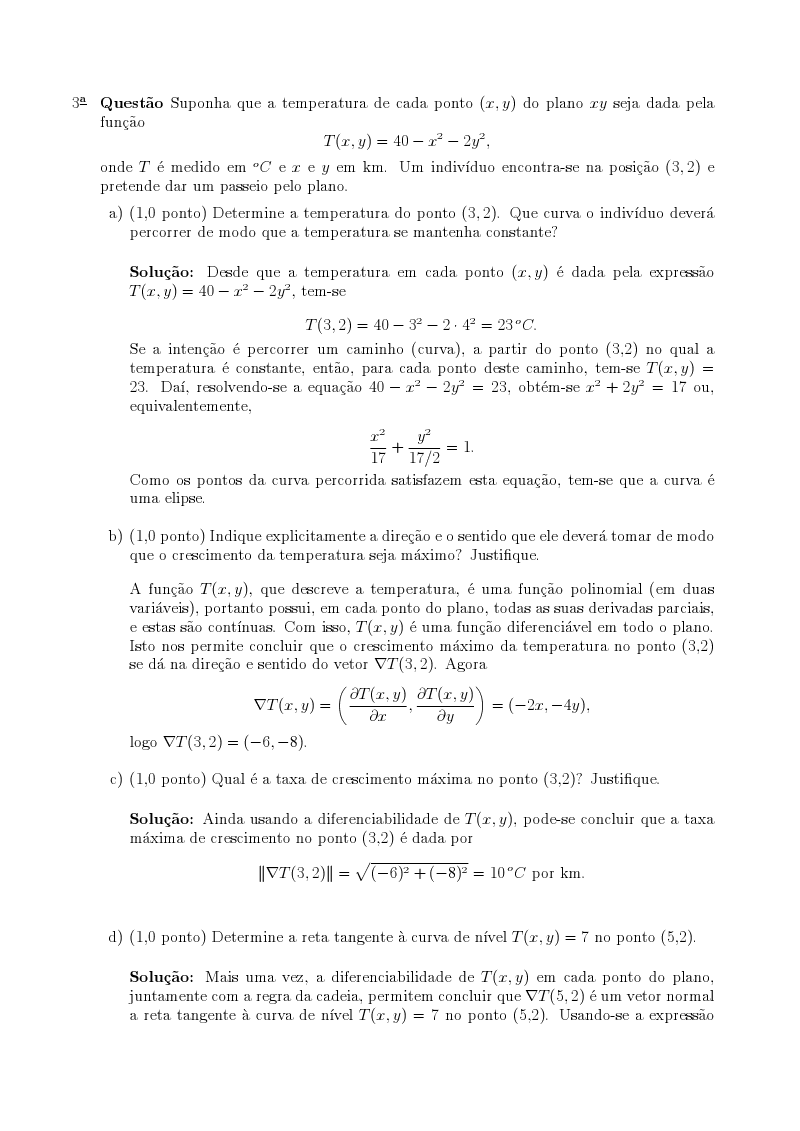 3ª Questão Suponha que a temperatura de cada ponto (x, y) do plano xy seja dada pela
função
T(x, y) = 40 − x² − 2y²,
onde T é medido em ºC e x e y em km. Um indivíduo encontra-se na posição (3, 2) e
pretende dar um passeio pelo plano.
a) (1,0 ponto) Determine a temperatura do ponto (3, 2). Que curva o indivíduo deverá
percorrer de modo que a temperatura se mantenha constante?
Solução: Desde que a temperatura em cada ponto (x, y) é dada pela expressão
T(x, y) = 40 − x² − 2y², tem-se
T(3, 2) = 40 − 3² − 2 · 4² = 23 ºC.
Se a intenção é percorrer um caminho (curva), a partir do ponto (3,2) no qual a
temperatura é constante, então, para cada ponto deste caminho, tem-se T(x, y) =
23. Daí, resolvendo-se a equação 40 − x² − 2y² = 23, obtém-se x² + 2y² = 17 ou,
equivalentemente,
x²/17 + y²/(17/2) = 1.
Como os pontos da curva percorrida satisfazem esta equação, tem-se que a curva é
uma elipse.
b) (1,0 ponto) Indique explicitamente a direção e o sentido que ele deverá tomar de modo
que o crescimento da temperatura seja máximo? Justifique.
A função T(x, y), que descreve a temperatura, é uma função polinomial (em duas
variáveis), portanto possui, em cada ponto do plano, todas as suas derivadas parciais,
e estas são contínuas. Com isso, T(x, y) é uma função diferenciável em todo o plano.
Isto nos permite concluir que o crescimento máximo da temperatura no ponto (3,2)
se dá na direção e sentido do vetor ∇T(3, 2). Agora
∇T(x, y) = (∂T(x, y)/∂x, ∂T(x, y)/∂y) = (−2x, −4y),
logo ∇T(3, 2) = (−6, −8).
c) (1,0 ponto) Qual é a taxa de crescimento máxima no ponto (3,2)? Justifique.
Solução: Ainda usando a diferenciabilidade de T(x, y), pode-se concluir que a taxa
máxima de crescimento no ponto (3,2) é dada por
‖∇T(3, 2)‖ = √((−6)² + (−8)²) = 10 ºC por km.
d) (1,0 ponto) Determine a reta tangente à curva de nível T(x, y) = 7 no ponto (5,2).
Solução: Mais uma vez, a diferenciabilidade de T(x, y) em cada ponto do plano,
juntamente com a regra da cadeia, permitem concluir que ∇T(5, 2) é um vetor normal
a reta tangente à curva de nível T(x, y) = 7 no ponto (5,2). Usando-se a expressão